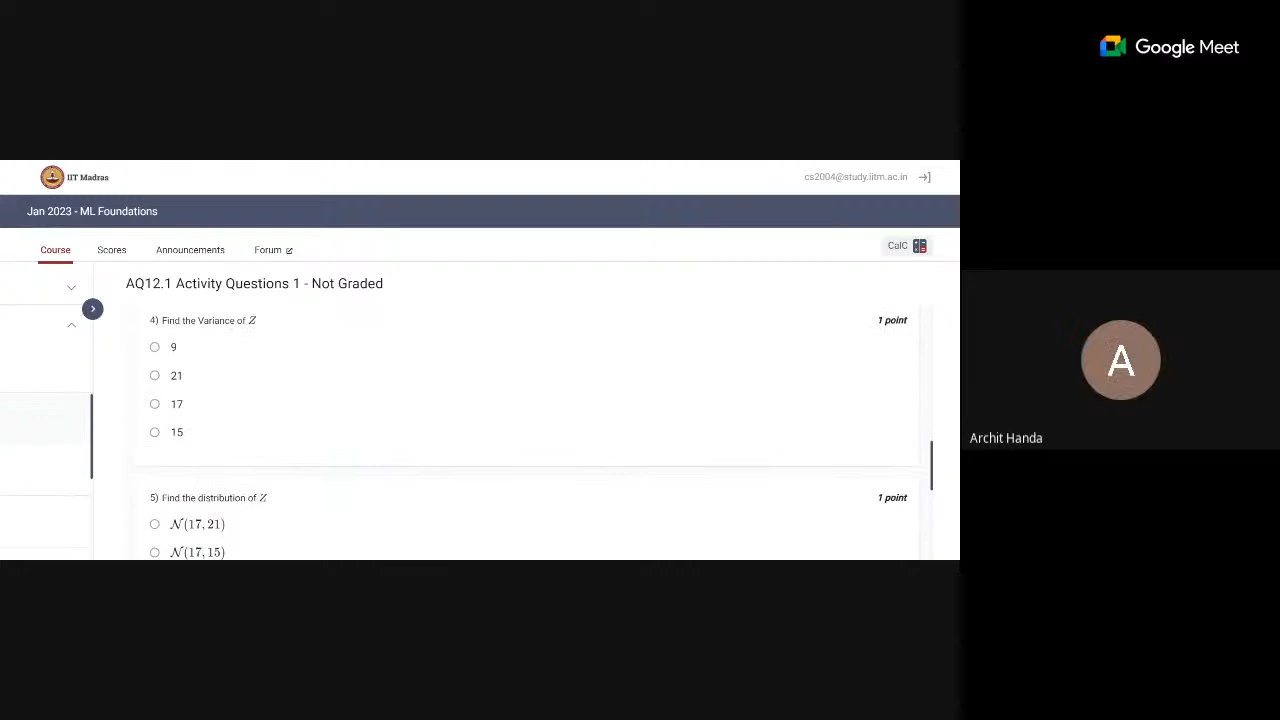 Google Meet
IIT Madras
cs2004@study.iitm.ac.in
Jan 2023 - ML Foundations
Course Scores Announcements Forum
CalC
AQ12.1 Activity Questions 1 - Not Graded
4) Find the Variance of Z
1 point
9
21
17
15
5) Find the distribution of Z
1 point
N(17, 21)
N(17, 15)
A
Archit Handa